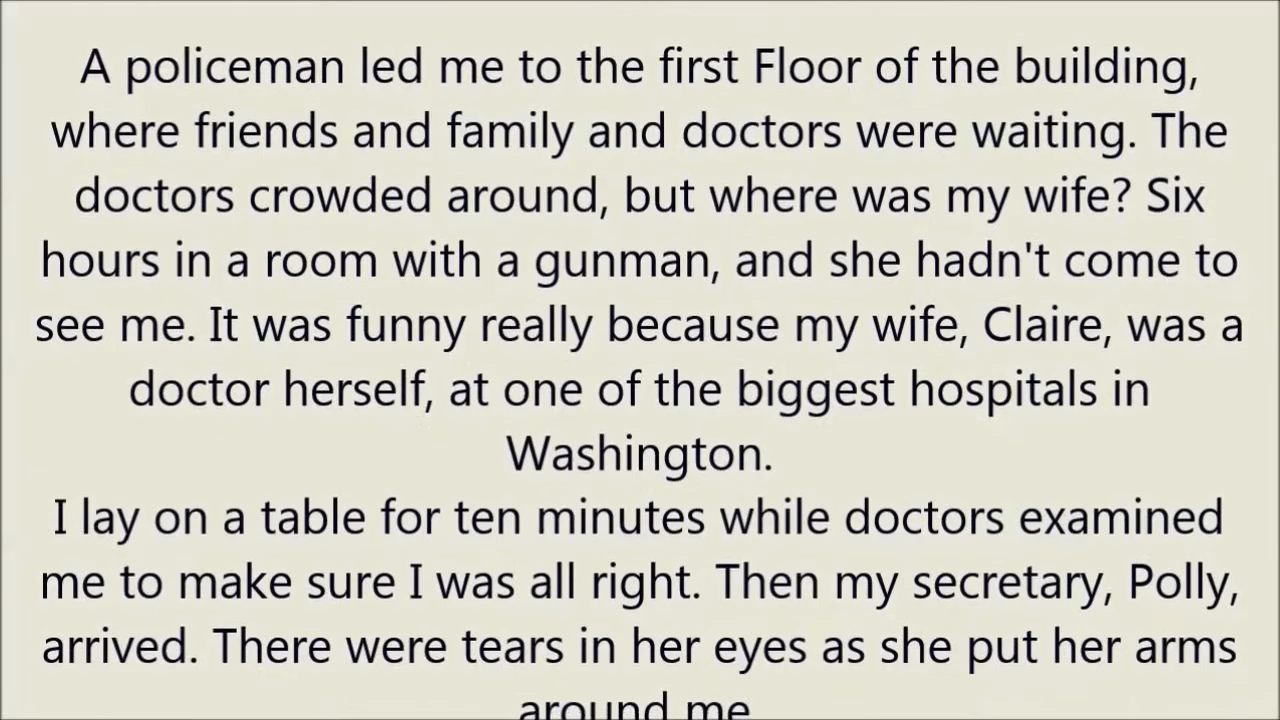 A policeman led me to the first Floor of the building,
where friends and family and doctors were waiting. The
doctors crowded around, but where was my wife? Six
hours in a room with a gunman, and she hadn't come to
see me. It was funny really because my wife, Claire, was a
doctor herself, at one of the biggest hospitals in
Washington.
I lay on a table for ten minutes while doctors examined
me to make sure I was all right. Then my secretary, Polly,
arrived. There were tears in her eyes as she put her arms
around me